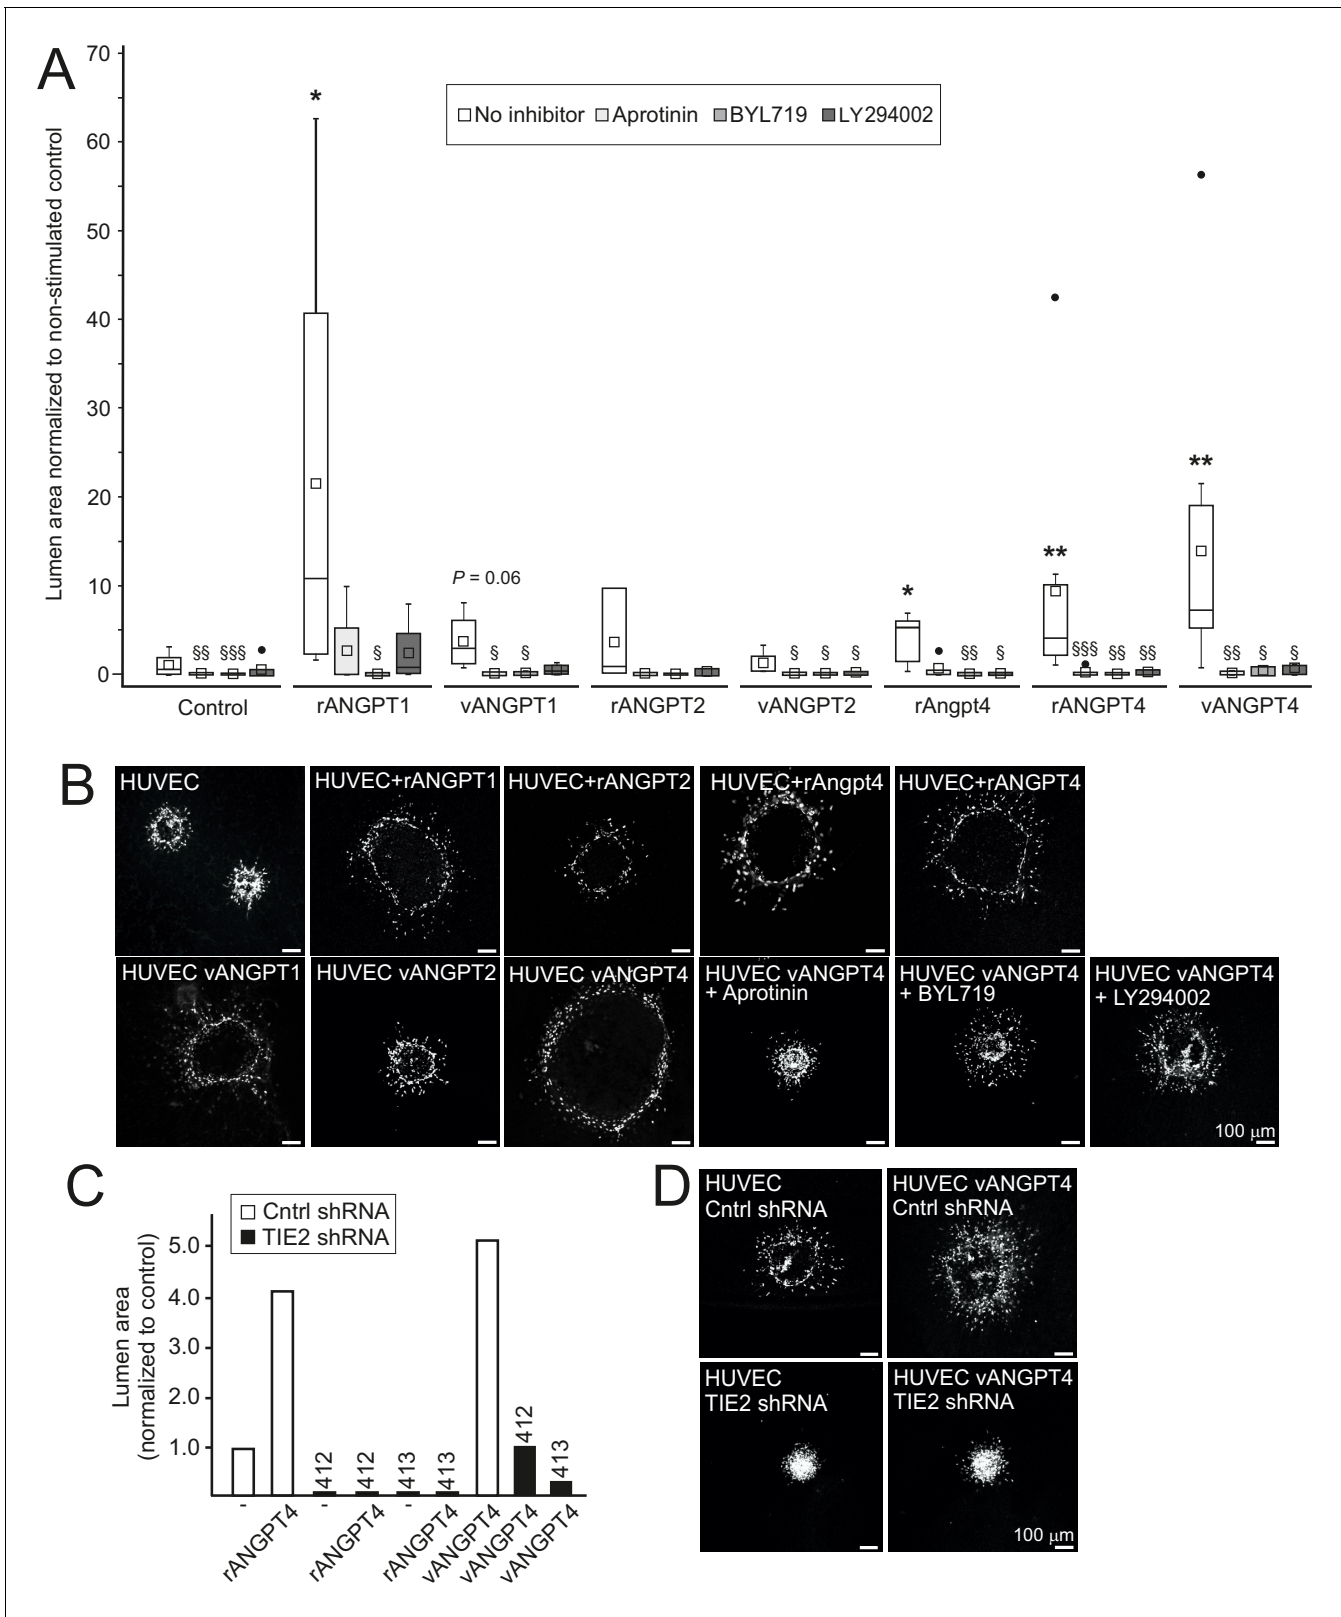 A
70
60
50
40
30
20
10
0
Lumen area normalized to non-stimulated control
No inhibitor Aprotinin BYL719 LY294002
*
P = 0.06
*
**
**
§§ §§§ § § § § § § § §§ § §§§ §§ §§ §§ § §
Control rANGPT1 vANGPT1 rANGPT2 vANGPT2 rAngpt4 rANGPT4 vANGPT4
B
HUVEC
HUVEC+rANGPT1
HUVEC+rANGPT2
HUVEC+rAngpt4
HUVEC+rANGPT4
HUVEC vANGPT1
HUVEC vANGPT2
HUVEC vANGPT4
HUVEC vANGPT4
+ Aprotinin
HUVEC vANGPT4
+ BYL719
HUVEC vANGPT4
+ LY294002
100 µm
C
Cntrl shRNA
TIE2 shRNA
Lumen area
(normalized to control)
5.0
4.0
3.0
2.0
1.0
412 412 413 413 412 413
- rANGPT4 - rANGPT4 - rANGPT4 vANGPT4 vANGPT4 vANGPT4
D
HUVEC
Cntrl shRNA
HUVEC vANGPT4
Cntrl shRNA
HUVEC
TIE2 shRNA
HUVEC vANGPT4
TIE2 shRNA
100 µm